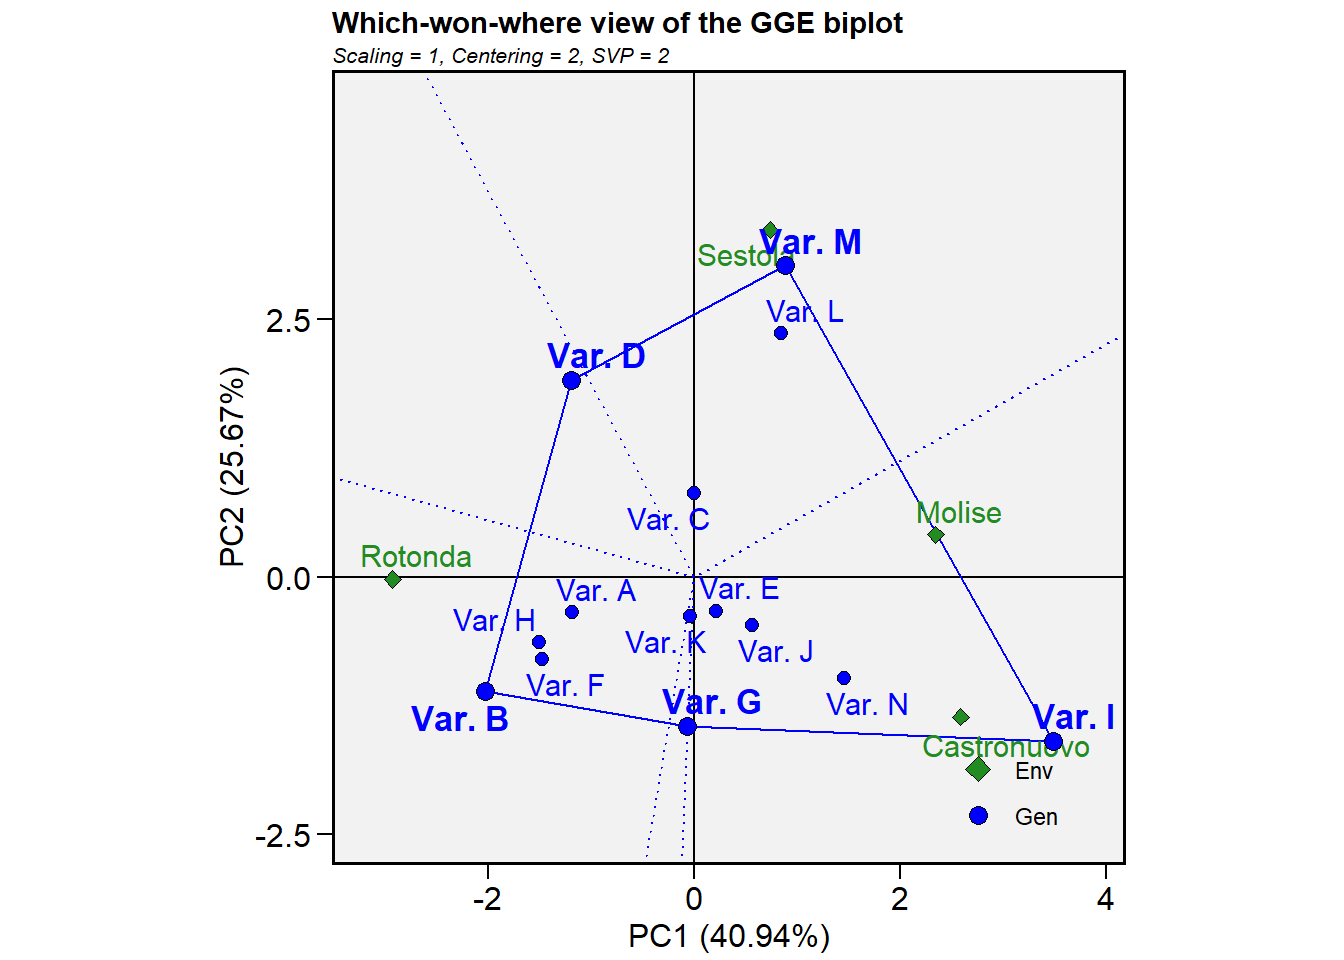 Which-won-where view of the GGE biplot
Scaling = 1, Centering = 2, SVP = 2
Sestola
Var. M
Var. L
2.5
Var. D
PC2 (25.67%)
Var. C
Molise
Rotonda
0.0
Var. A
Var. E
Var. H
Var. K
Var. J
Var. F
Var. G
Var. N
Var. B
Var. I
Castronuovo
Env
Gen
-2.5
-2
0
2
4
PC1 (40.94%)